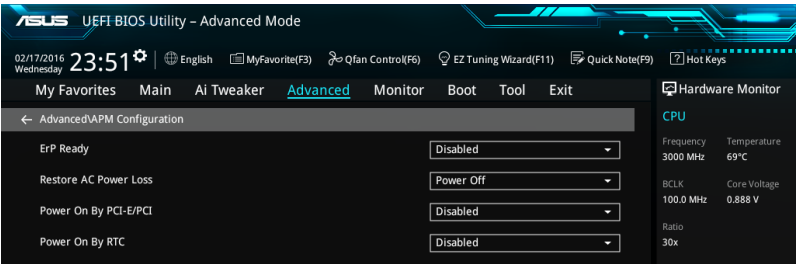 ASUS UEFI BIOS Utility – Advanced Mode
02/17/2016
Wednesday
23:51
English MyFavorite(F3) Qfan Control(F6) EZ Tuning Wizard(F11) Quick Note(F9) ? Hot Keys
My Favorites Main Ai Tweaker Advanced Monitor Boot Tool Exit
← Advanced\APM Configuration
ErP Ready Disabled
Restore AC Power Loss Power Off
Power On By PCI-E/PCI Disabled
Power On By RTC Disabled
Hardware Monitor
CPU
Frequency Temperature
3000 MHz 69°C
BCLK Core Voltage
100.0 MHz 0.888 V
Ratio
30x